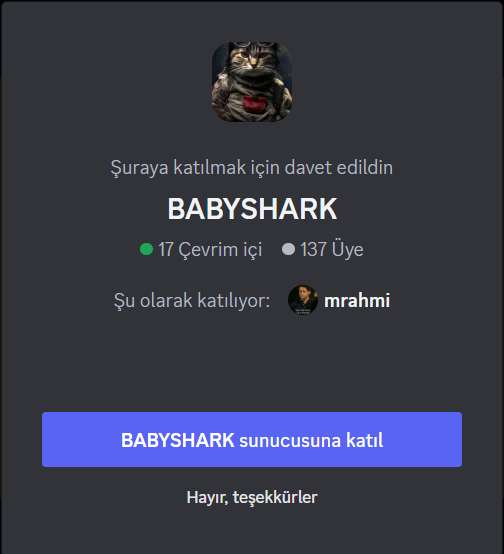 Şuraya katılmak için davet edildin
BABYSHARK
17 Çevrim içi 137 Üye
Şu olarak katılıyor: mrahmi
BABYSHARK sunucusuna katıl
Hayır, teşekkürler